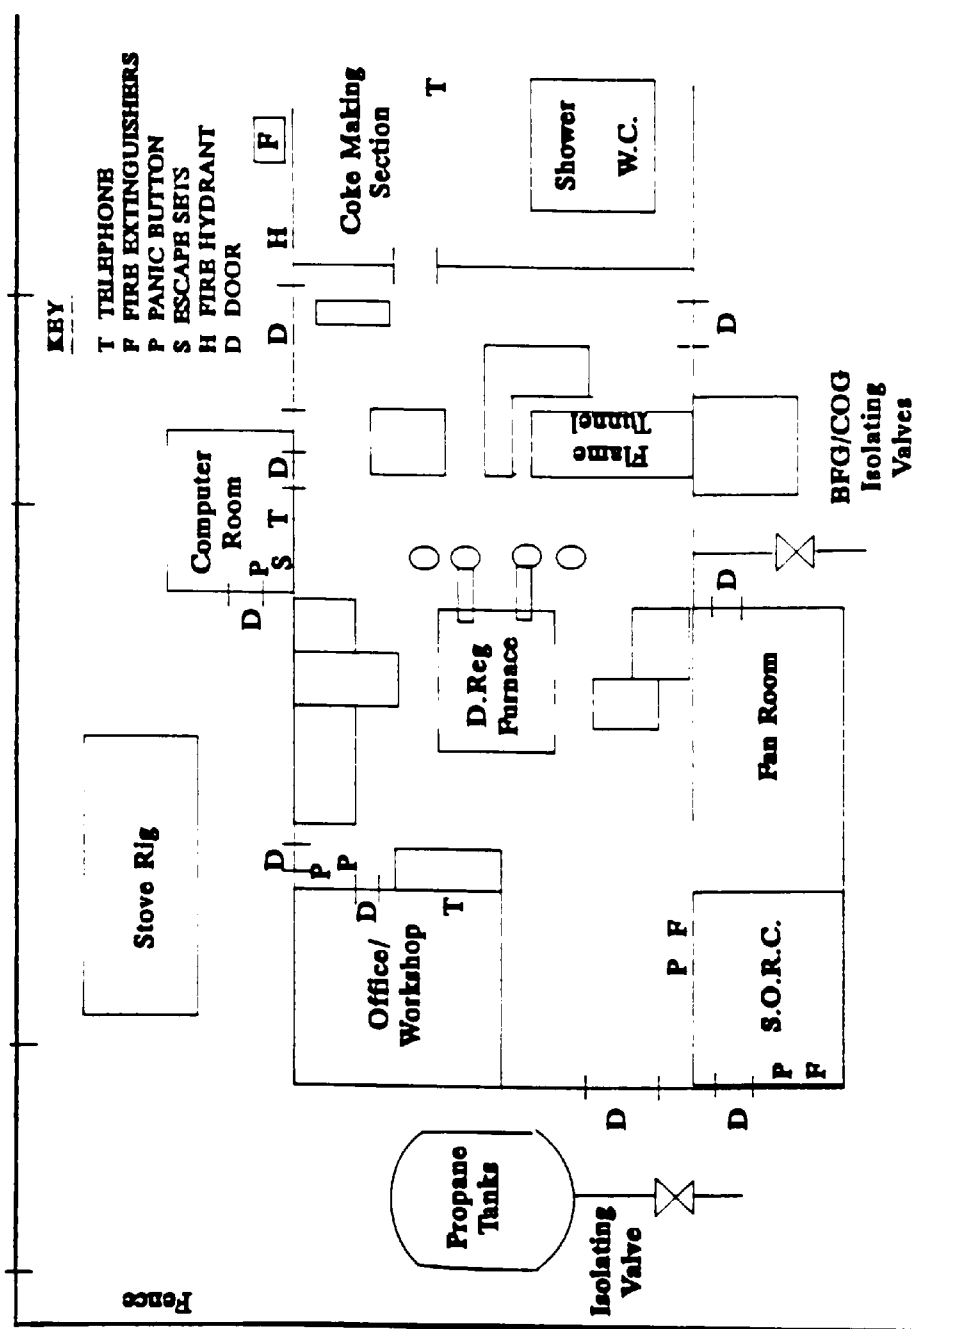 KEY
T TELEPHONE
F FIRE EXTINGUISHERS
P PANIC BUTTON
S ESCAPE SETS
H FIRE HYDRANT
D DOOR
Fence
Stove Rig
Computer
Room
D
P
S
T
D
D
D
H
F
Coke Making
Section
T
Shower
W.C.
D
P
P
D
T
Office/
Workshop
D.Reg
Furnace
Flame
Tunnel
D
BFG/COG
Isolating
Valves
D
Fan Room
P F
S.O.R.C.
P
F
D
D
Propane
Tanks
Isolating
Valve